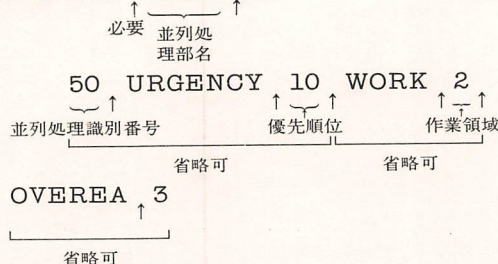 必要 並列処
理部名
50 URGENCY 10 WORK 2
並列処理識別番号 優先順位 作業領域
省略可 省略可
OVEREA 3
省略可